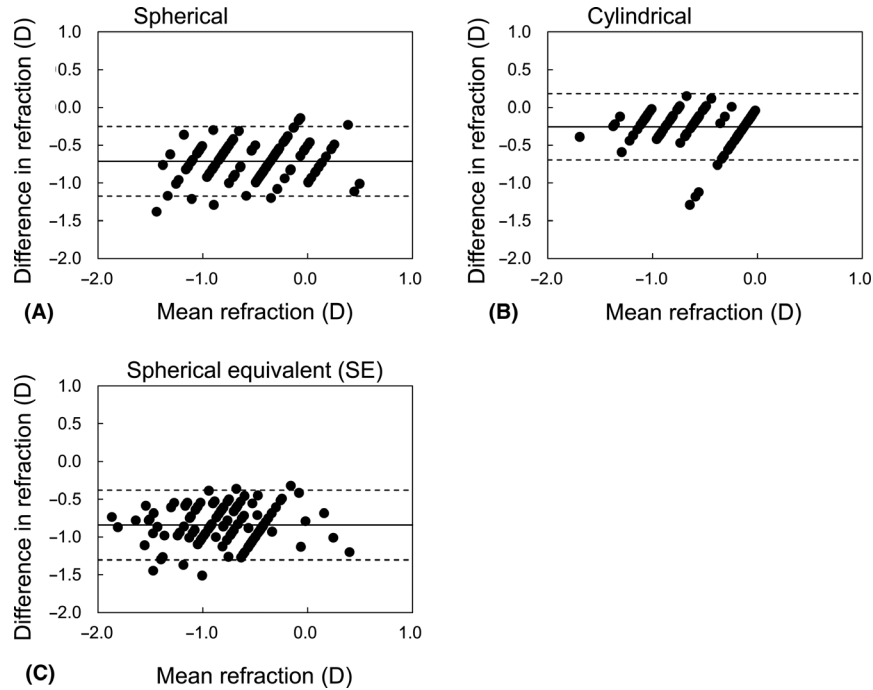 Spherical
Difference in refraction (D)
1.0
0.5
0.0
−0.5
−1.0
−1.5
−2.0
−2.0 −1.0 0.0 1.0
(A)
Mean refraction (D)
Cylindrical
Difference in refraction (D)
1.0
0.5
0.0
−0.5
−1.0
−1.5
−2.0
−2.0 −1.0 0.0 1.0
(B)
Mean refraction (D)
Spherical equivalent (SE)
Difference in refraction (D)
1.0
0.5
0.0
−0.5
−1.0
−1.5
−2.0
−2.0 −1.0 0.0 1.0
(C)
Mean refraction (D)